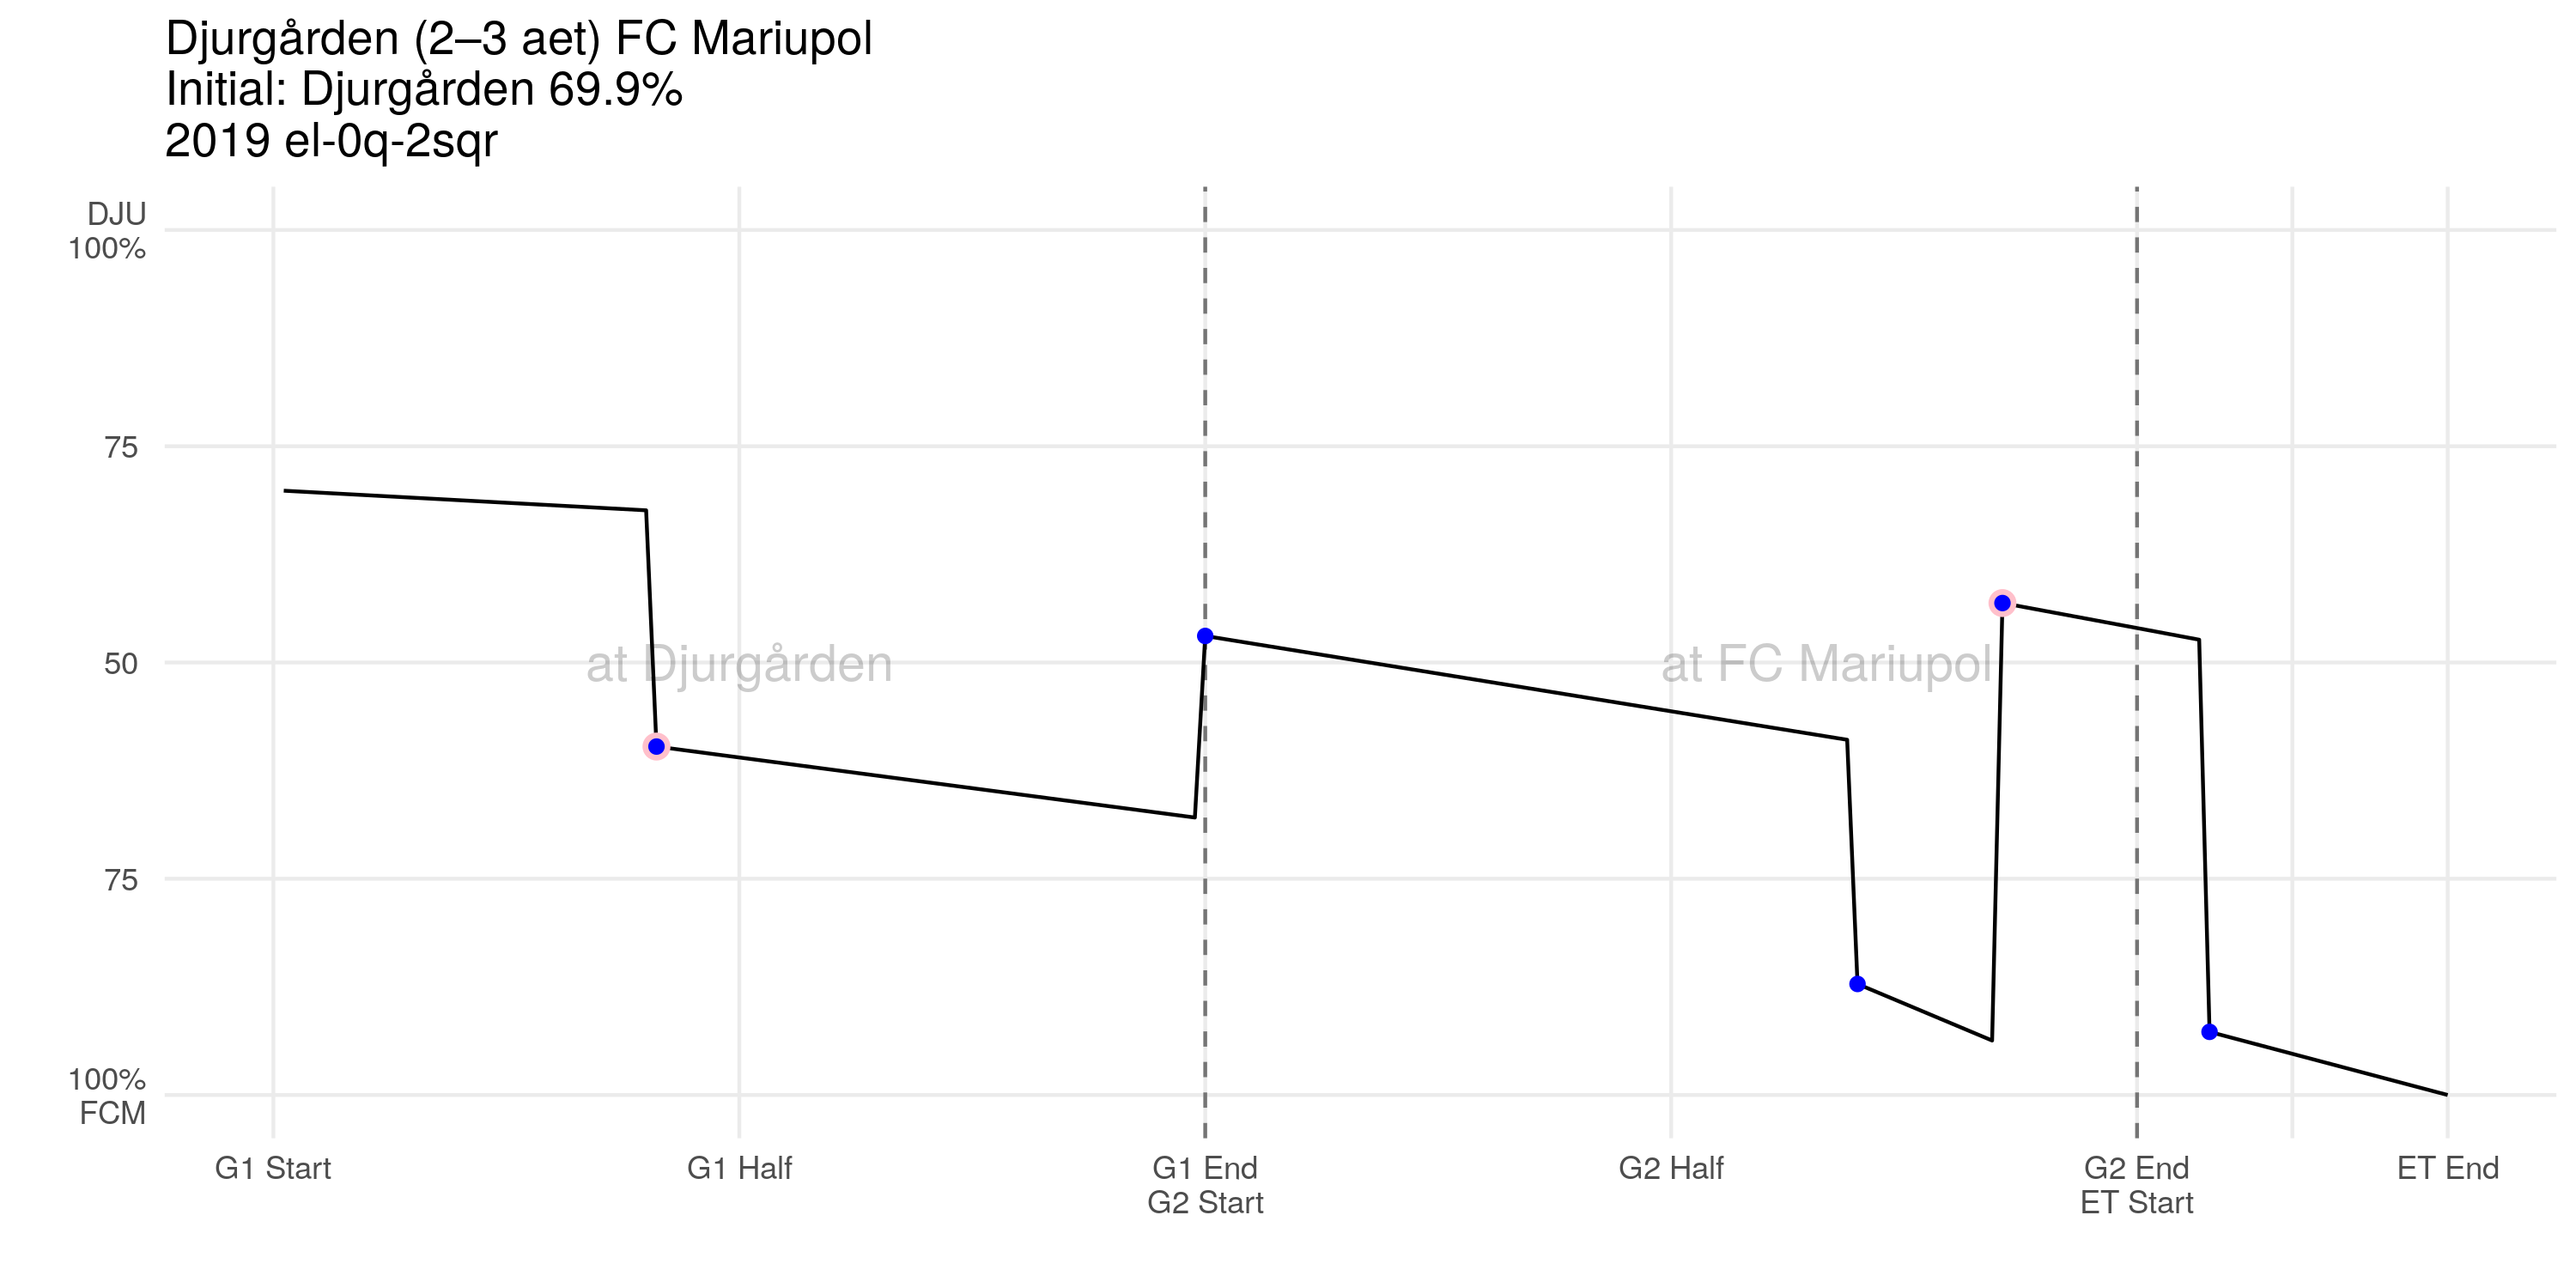 Djurgården (2–3 aet) FC Mariupol
Initial: Djurgården 69.9%
2019 el-0q-2sqr
DJU
100%
75
50
75
100%
FCM
at Djurgården
at FC Mariupol
G1 Start
G1 Half
G1 End
G2 Start
G2 Half
G2 End
ET Start
ET End